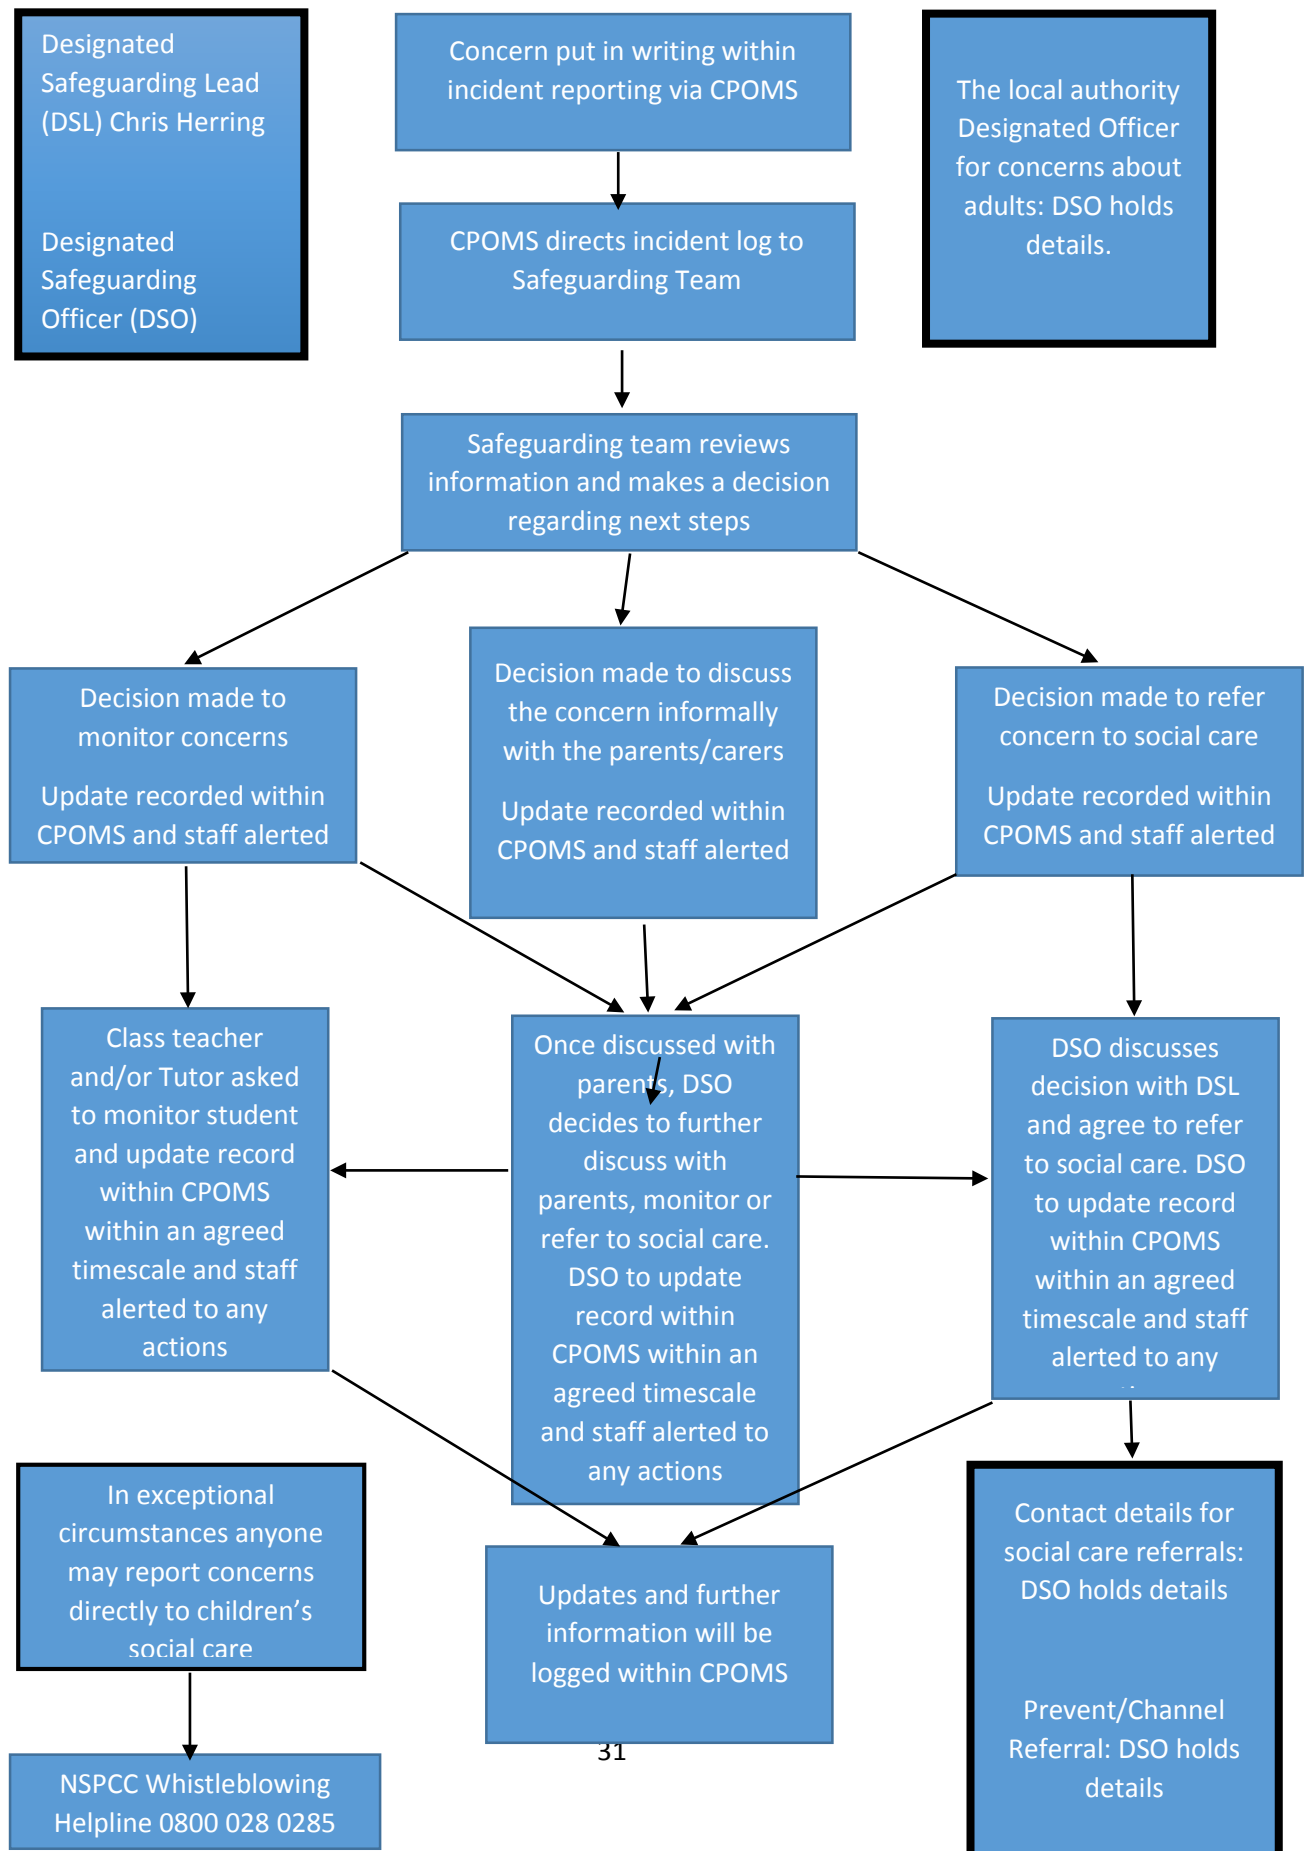 Designated
Safeguarding Lead
(DSL) Chris Herring
Designated
Safeguarding
Officer (DSO)
Concern put in writing within
incident reporting via CPOMS
The local authority
Designated Officer
for concerns about
adults: DSO holds
details.
CPOMS directs incident log to
Safeguarding Team
Safeguarding team reviews
information and makes a decision
regarding next steps
Decision made to
monitor concerns
Update recorded within
CPOMS and staff alerted
Decision made to discuss
the concern informally
with the parents/carers
Update recorded within
CPOMS and staff alerted
Decision made to refer
concern to social care
Update recorded within
CPOMS and staff alerted
Class teacher
and/or Tutor asked
to monitor student
and update record
within CPOMS
within an agreed
timescale and staff
alerted to any
actions
Once discussed with
parents, DSO
decides to further
discuss with
parents, monitor or
refer to social care.
DSO to update
record within
CPOMS within an
agreed timescale
and staff alerted to
any actions
DSO discusses
decision with DSL
and agree to refer
to social care. DSO
to update record
within CPOMS
within an agreed
timescale and staff
alerted to any
In exceptional
circumstances anyone
may report concerns
directly to children’s
social care
Updates and further
information will be
logged within CPOMS
Contact details for
social care referrals:
DSO holds details
Prevent/Channel
Referral: DSO holds
details
NSPCC Whistleblowing
Helpline 0800 028 0285
31